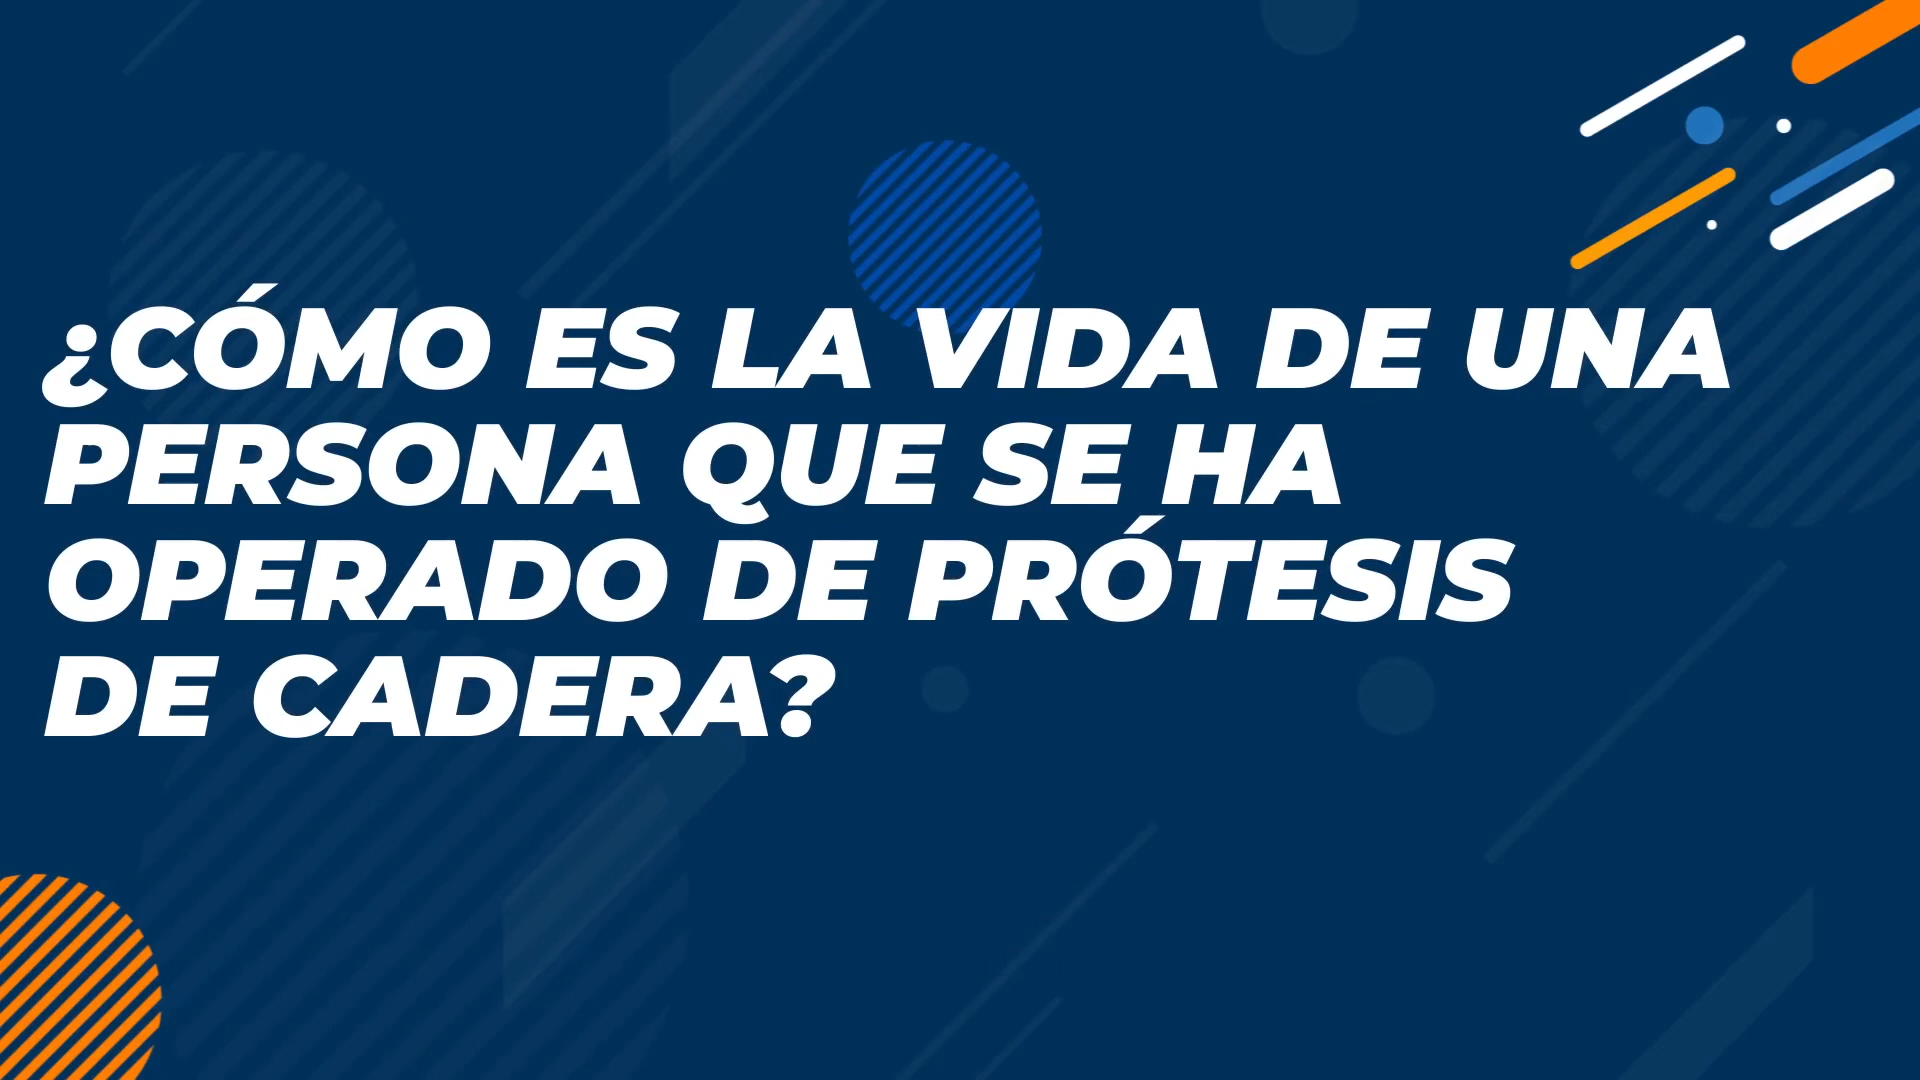 ¿CÓMO ES LA VIDA DE UNA
PERSONA QUE SE HA
OPERADO DE PRÓTESIS
DE CADERA?